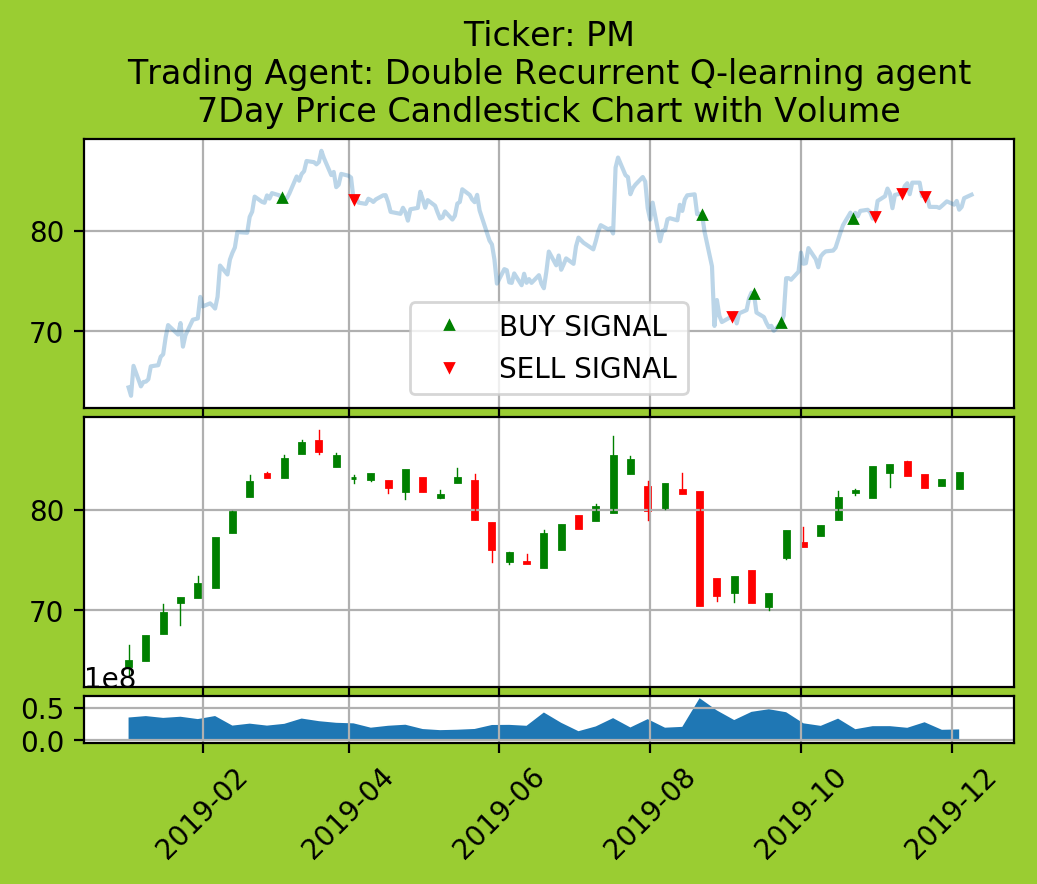 Ticker: PM
Trading Agent: Double Recurrent Q-learning agent
7Day Price Candlestick Chart with Volume
80
70
BUY SIGNAL
SELL SIGNAL
80
70
1e8
0.5
0.0
2019-02
2019-04
2019-06
2019-08
2019-10
2019-12